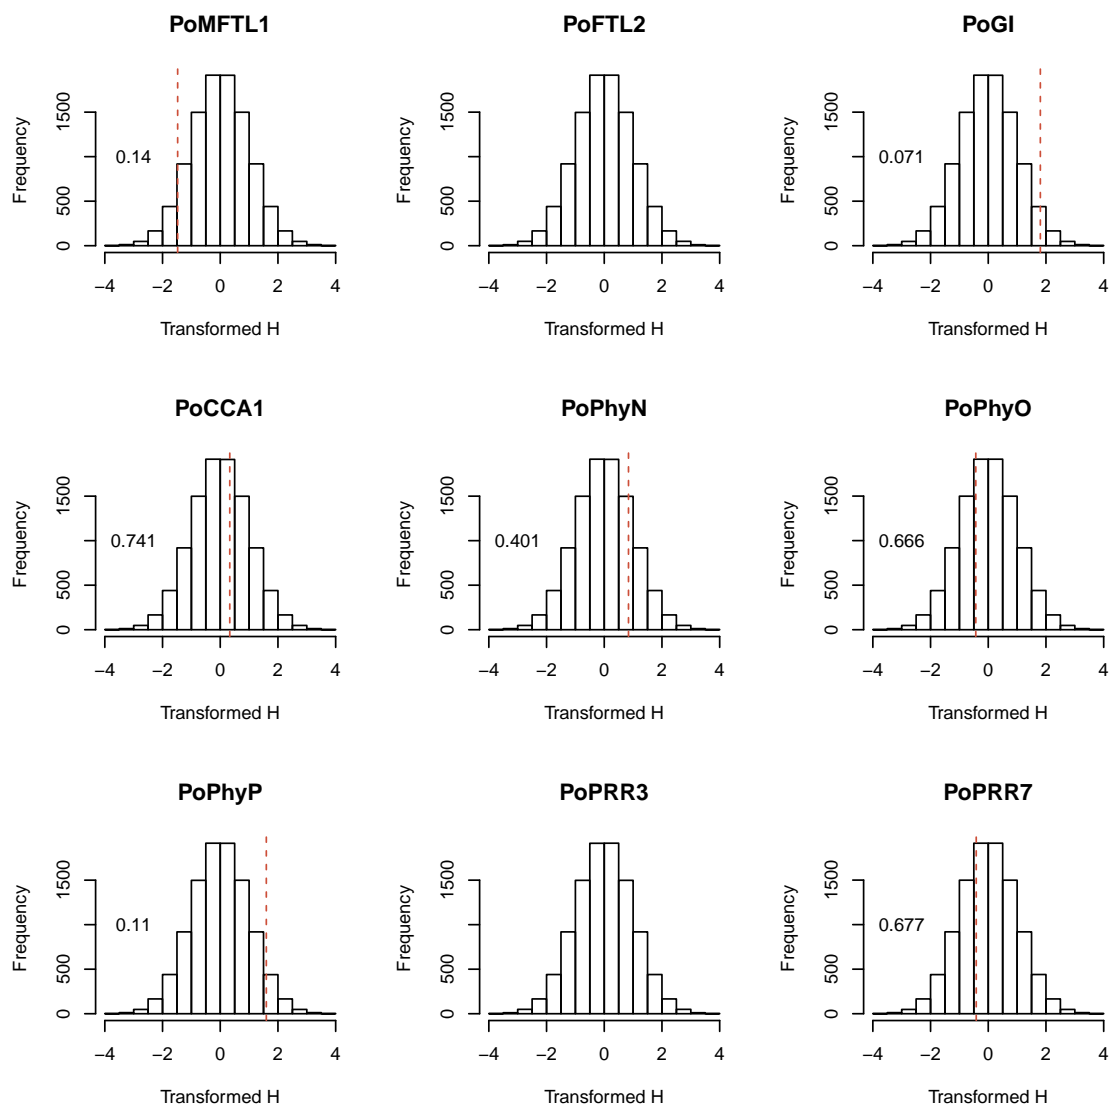 PoMFTL1 PoFTL2 PoGI
Frequency 0 500 1500 0.14 −4 −2 0 2 4 Transformed H
Frequency 0 500 1500 −4 −2 0 2 4 Transformed H
Frequency 0 500 1500 0.071 −4 −2 0 2 4 Transformed H
PoCCA1 PoPhyN PoPhyO
Frequency 0 500 1500 0.741 −4 −2 0 2 4 Transformed H
Frequency 0 500 1500 0.401 −4 −2 0 2 4 Transformed H
Frequency 0 500 1500 0.666 −4 −2 0 2 4 Transformed H
PoPhyP PoPRR3 PoPRR7
Frequency 0 500 1500 0.11 −4 −2 0 2 4 Transformed H
Frequency 0 500 1500 −4 −2 0 2 4 Transformed H
Frequency 0 500 1500 0.677 −4 −2 0 2 4 Transformed H